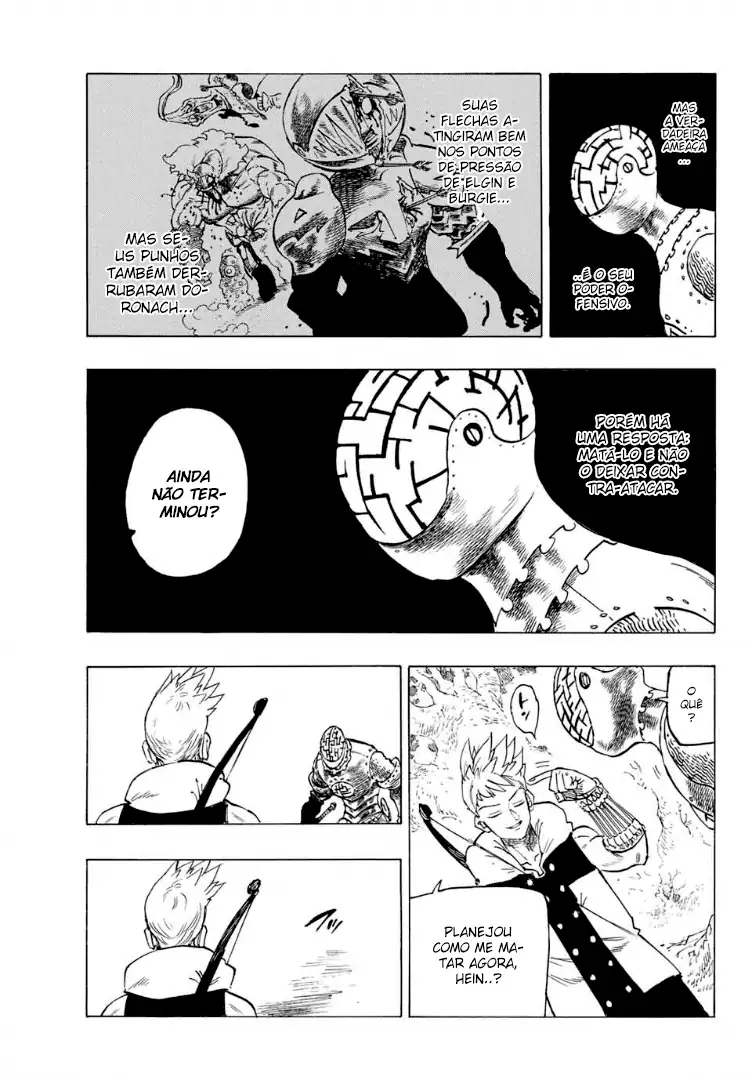 MAS
A VER-
DADEIRA
AMEAÇA
...
..É O SEU
PODER O-
FENSIVO.
SUAS
FLECHAS A-
TINGIRAM BEM
NOS PONTOS
DE PRESSÃO
DE ELGIN E
BURGIE...
MAS SE-
US PUNHOS
TAMBÉM DER-
RUBARAM DO-
RONACH...
PORÉM HÁ
UMA RESPOSTA:
MATÁ-LO E NÃO
O DEIXAR CON-
TRA-ATACAR.
AINDA
NÃO TER-
MINOU?
O
QUÊ
?
PLANEJOU
COMO ME MA-
TAR AGORA,
HEIN..?